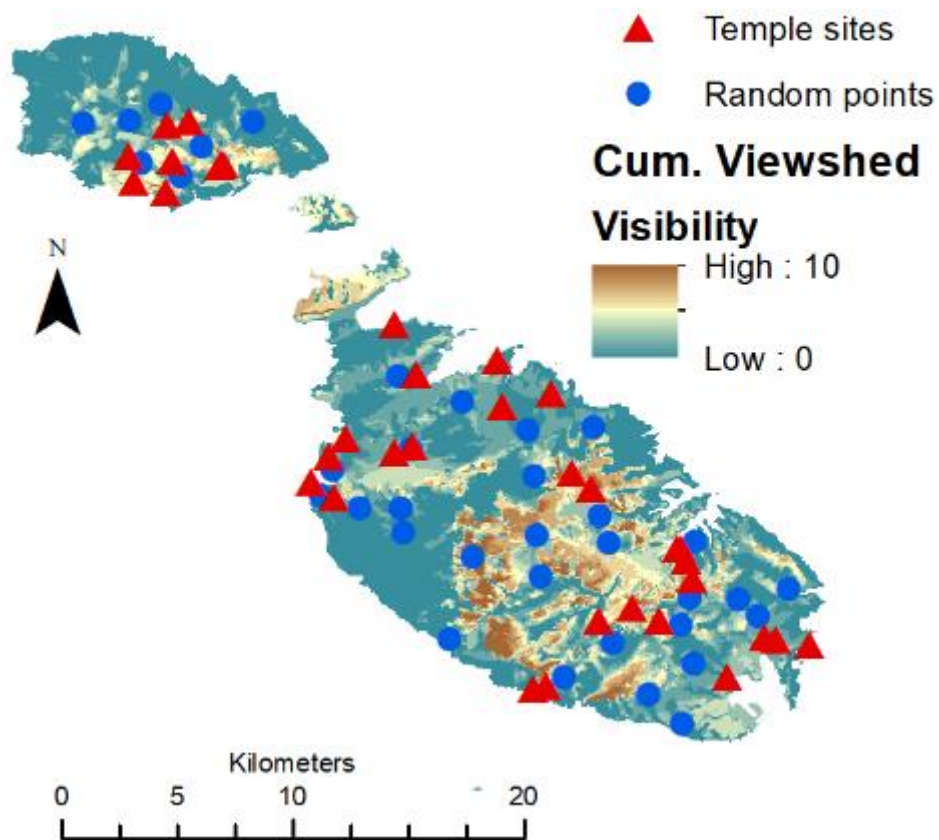 Temple sites
Random points
Cum. Viewshed
Visibility
High : 10
Low : 0
N
Kilometers
0 5 10 20